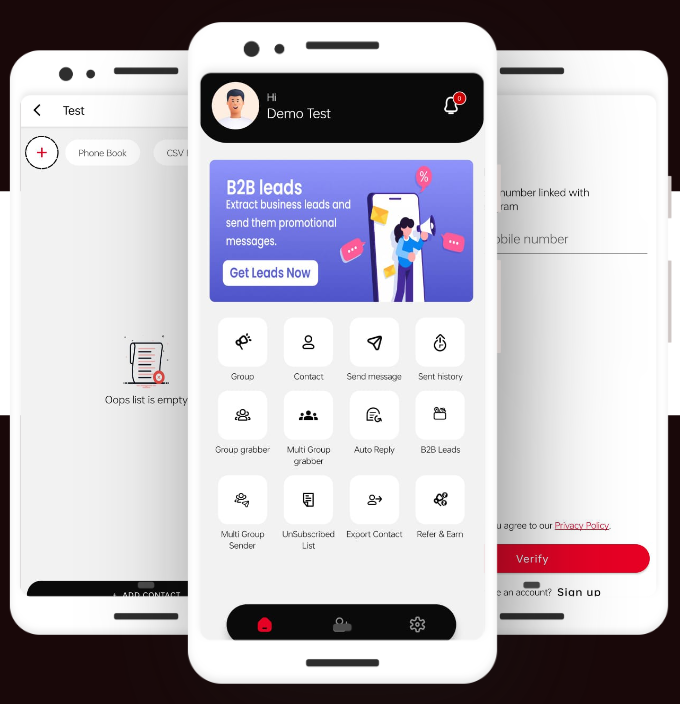 Test
Phone Book
CSV
Oops list is empty
+ ADD CONTACT
Hi
Demo Test
0
B2B leads
Extract business leads and
send them promotional
messages.
Get Leads Now
Group
Contact
Send message
Sent history
Group grabber
Multi Group
grabber
Auto Reply
B2B Leads
Multi Group
Sender
UnSubscribed
List
Export Contact
Refer & Earn
number linked with
ram
obile number
u agree to our Privacy Policy.
Verify
e an account? Sign up